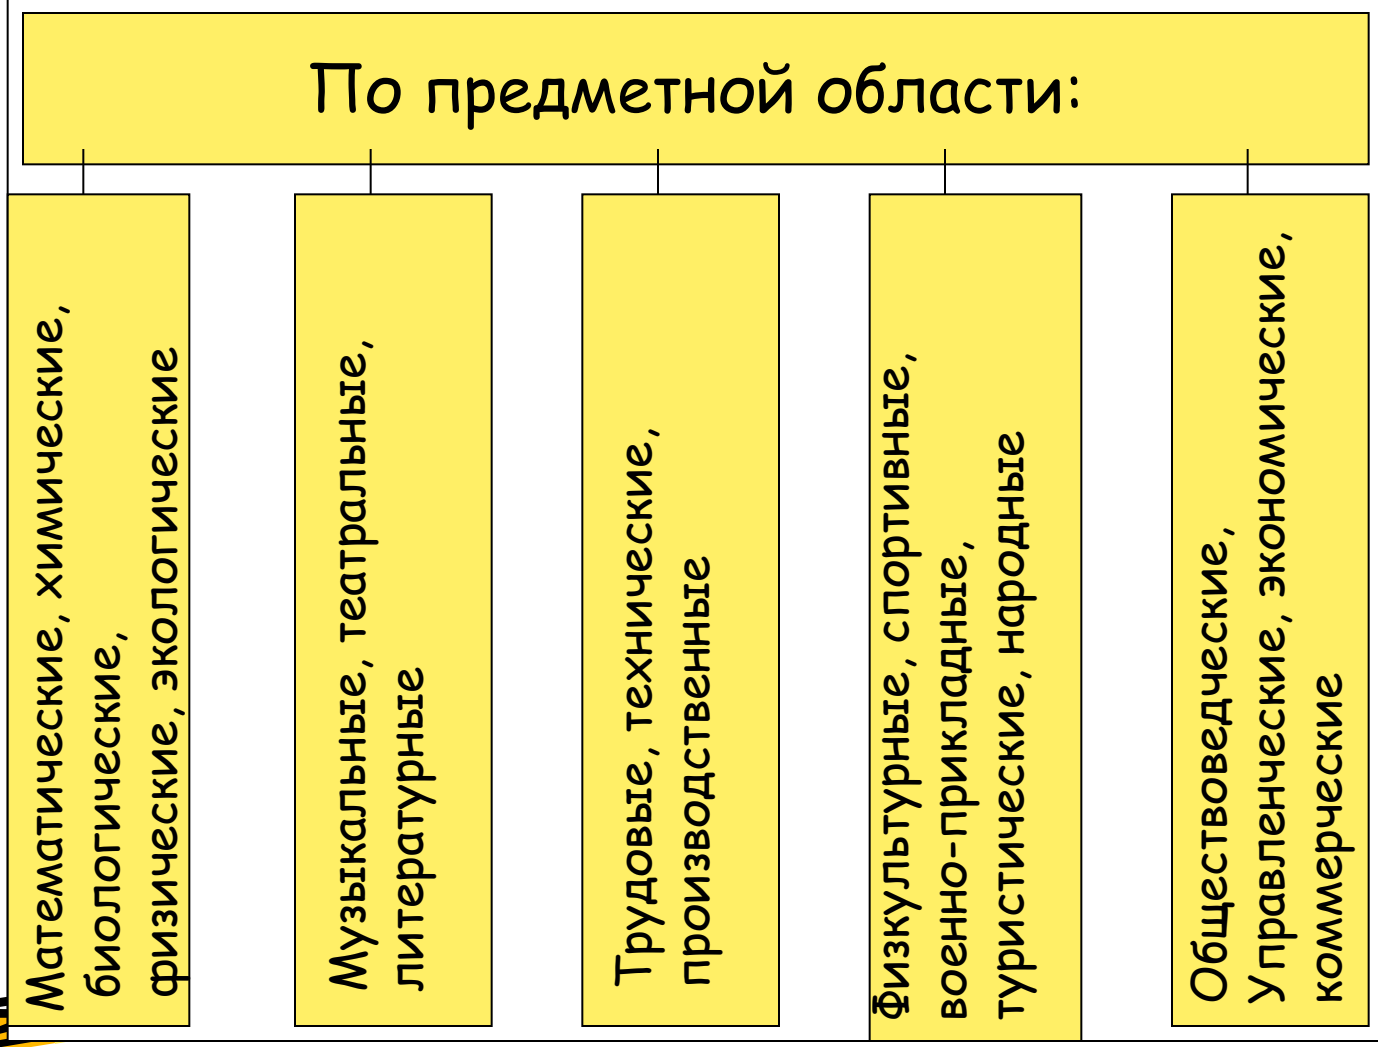 По предметной области:
Математические, химические,
биологические,
физические, экологические
Музыкальные, театральные,
литературные
Трудовые, технические,
производственные
Физкультурные, спортивные,
военно-прикладные,
туристические, народные
Обществоведческие,
Управленческие, экономические,
коммерческие